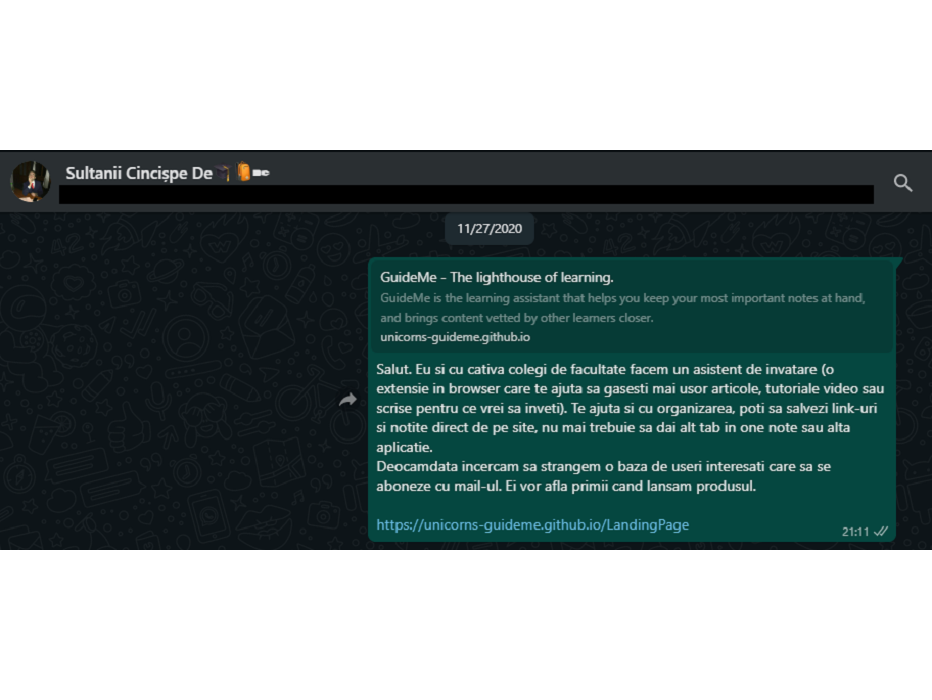 Sultanii Cincișpe De
11/27/2020
GuideMe - The lighthouse of learning.
GuideMe is the learning assistant that helps you keep your most important notes at hand,
and brings content vetted by other learners closer.
unicorns-guideme.github.io
Salut. Eu si cu cativa colegi de facultate facem un asistent de invatare (o
extensie in browser care te ajuta sa gasesti mai usor articole, tutoriale video sau
scrise pentru ce vrei sa inveti). Te ajuta si cu organizarea, poti sa salvezi link-uri
si notite direct de pe site, nu mai trebuie sa dai alt tab in one note sau alta
aplicatie.
Deocamdata incercam sa strangem o baza de useri interesati care sa se
aboneze cu mail-ul. Ei vor afla primii cand lansam produsul.
https://unicorns-guideme.github.io/LandingPage
21:11